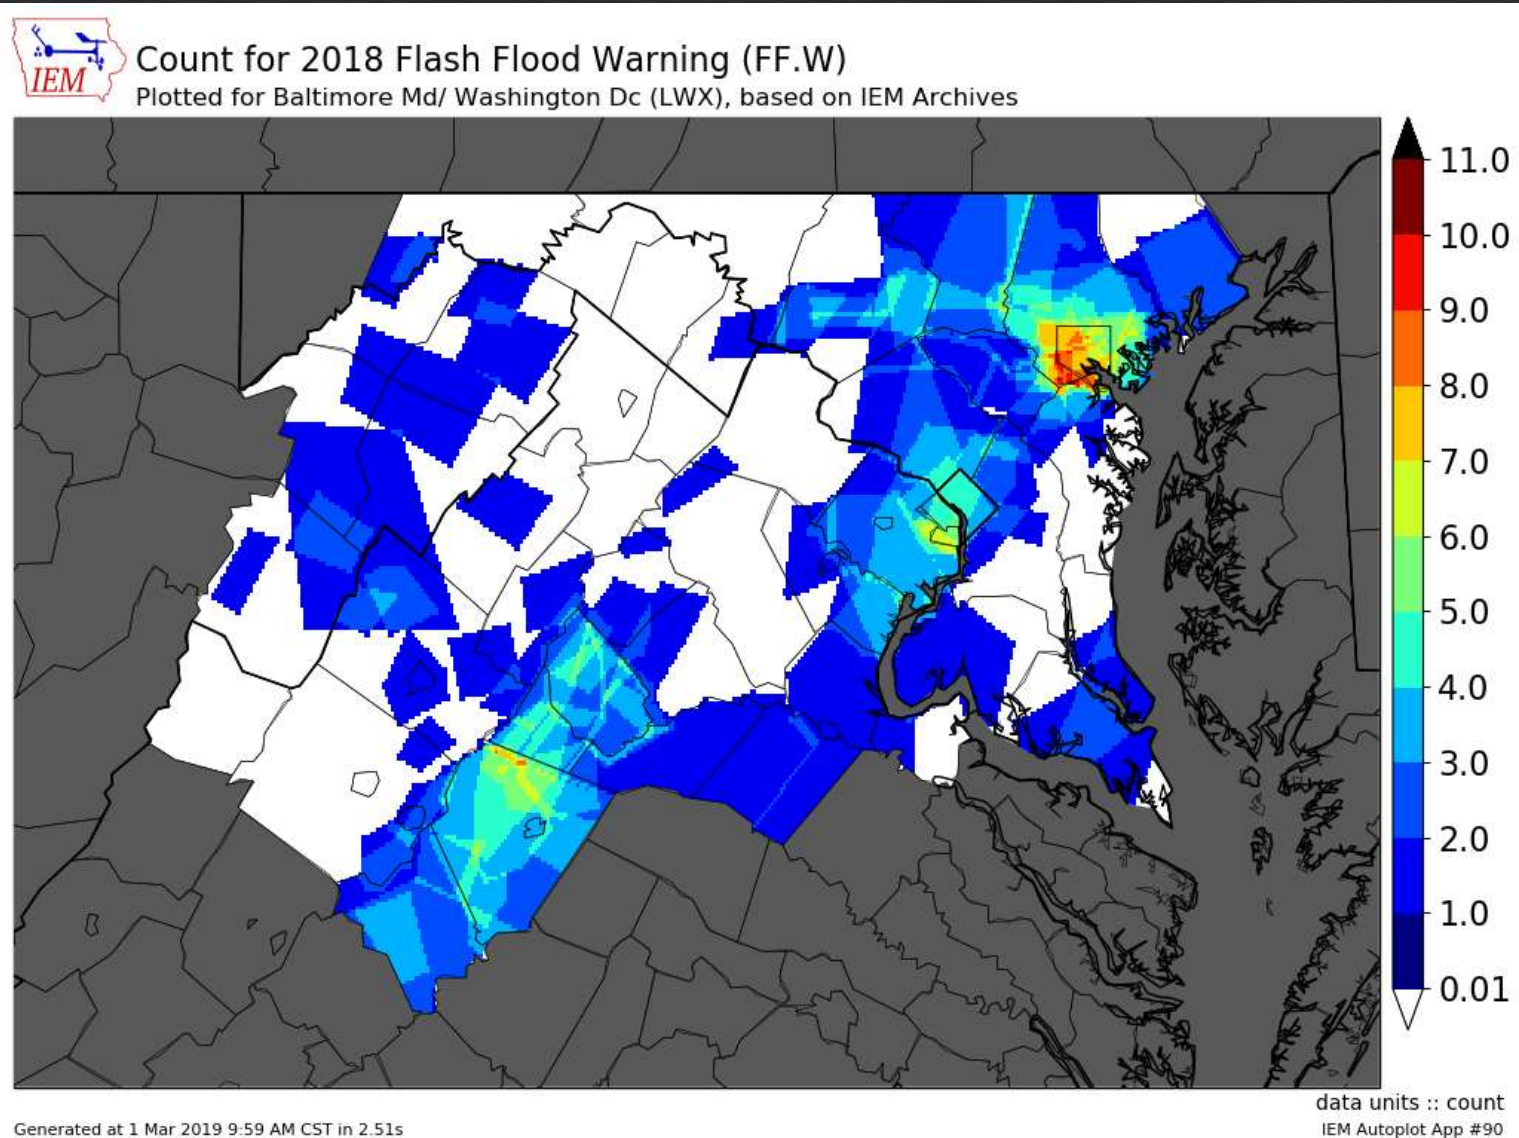 IEM
Count for 2018 Flash Flood Warning (FF.W)
Plotted for Baltimore Md/ Washington Dc (LWX), based on IEM Archives
11.0
10.0
9.0
8.0
7.0
6.0
5.0
4.0
3.0
2.0
1.0
0.01
data units :: count
Generated at 1 Mar 2019 9:59 AM CST in 2.51s
IEM Autoplot App #90